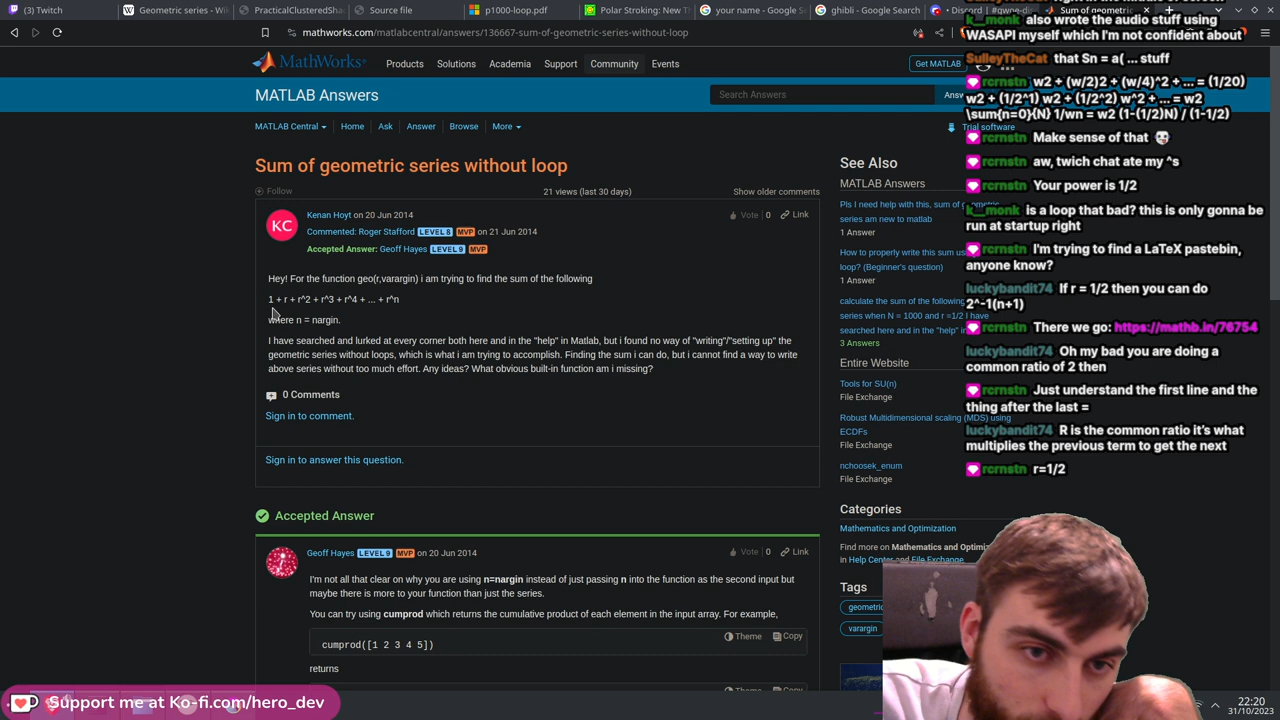 (3) Twitch
Geometric series - Wik
PracticalClusteredSha
p1000-loop.pdf
Polar Stroking: New Th
your name - Google S
ghibli - Google Search
Sum of geometric
mathworks.com/matlabcentral/answers/136667-sum-of-geometric-series-without-loop
MathWorks
Products
Solutions
Academia
Support
Community
Events
Get MATLAB
MATLAB Answers
Search Answers
Answ
MATLAB Central
Home
Ask
Answer
Browse
More
Trial software
Sum of geometric series without loop
Follow
21 views (last 30 days)
Show older comments
KC
Kenan Hoyt on 20 Jun 2014
Vote 0 Link
Commented: Roger Stafford LEVEL 8 MVP on 21 Jun 2014
Accepted Answer: Geoff Hayes LEVEL 9 MVP
Hey! For the function geo(r,varargin) i am trying to find the sum of the following
1 + r + r^2 + r^3 + r^4 + ... + r^n
where n = nargin.
I have searched and lurked at every corner both here and in the "help" in Matlab, but i found no way of "writing"/"setting up" the
geometric series without loops, which is what i am trying to accomplish. Finding the sum i can do, but i cannot find a way to write
above series without too much effort. Any ideas? What obvious built-in function am i missing?
0 Comments
Sign in to comment.
Sign in to answer this question.
Accepted Answer
Geoff Hayes LEVEL 9 MVP on 20 Jun 2014
Vote 0 Link
I'm not all that clear on why you are using n=nargin instead of just passing n into the function as the second input but
maybe there is more to your function than just the series.
You can try using cumprod which returns the cumulative product of each element in the input array. For example,
Theme Copy
cumprod([1 2 3 4 5])
returns
See Also
MATLAB Answers
Pls I need help with this, sum of geometric
series am new to matlab
1 Answer
How to properly write this sum u
loop? (Beginner's question)
1 Answer
calculate the sum of the following
series when N = 1000 and r =1/2 I have
searched here and in the "help" in
3 Answers
Entire Website
Tools for SU(n)
File Exchange
Robust Multidimensional scaling (MDS) using
ECDFs
File Exchange
nchoosek_enum
File Exchange
Categories
Mathematics and Optimization
Find more on Mathematics and Optimi
in Help Center and File Exchange
Tags
geometric
varargin
k__monk also wrote the audio stuff using
WASAPI myself which I'm not confident about
SulleyTheCat that Sn = a( ... stuff
rcrnstn w2 + (w/2)2 + (w/4)^2 + ... = (1/20)
w2 + (1/2^1) w2 + (1/2^2) w^2 + ... = w2
\sum{n=0}{N} 1/wn = w2 (1-(1/2)N) / (1-1/2)
rcrnstn Make sense of that
rcrnstn aw, twich chat ate my ^s
rcrnstn Your power is 1/2
k__monk is a loop that bad? this is only gonna be
run at startup right
rcrnstn I'm trying to find a LaTeX pastebin,
anyone know?
luckybandit74 If r = 1/2 then you can do
2^-1(n+1)
rcrnstn There we go: https://mathb.in/76754
luckybandit74 Oh my bad you are doing a
common ratio of 2 then
rcrnstn Just understand the first line and the
thing after the last =
luckybandit74 R is the common ratio it's what
multiplies the previous term to get the next
rcrnstn r=1/2
Support me at Ko-fi.com/hero_dev
22:20
31/10/2023